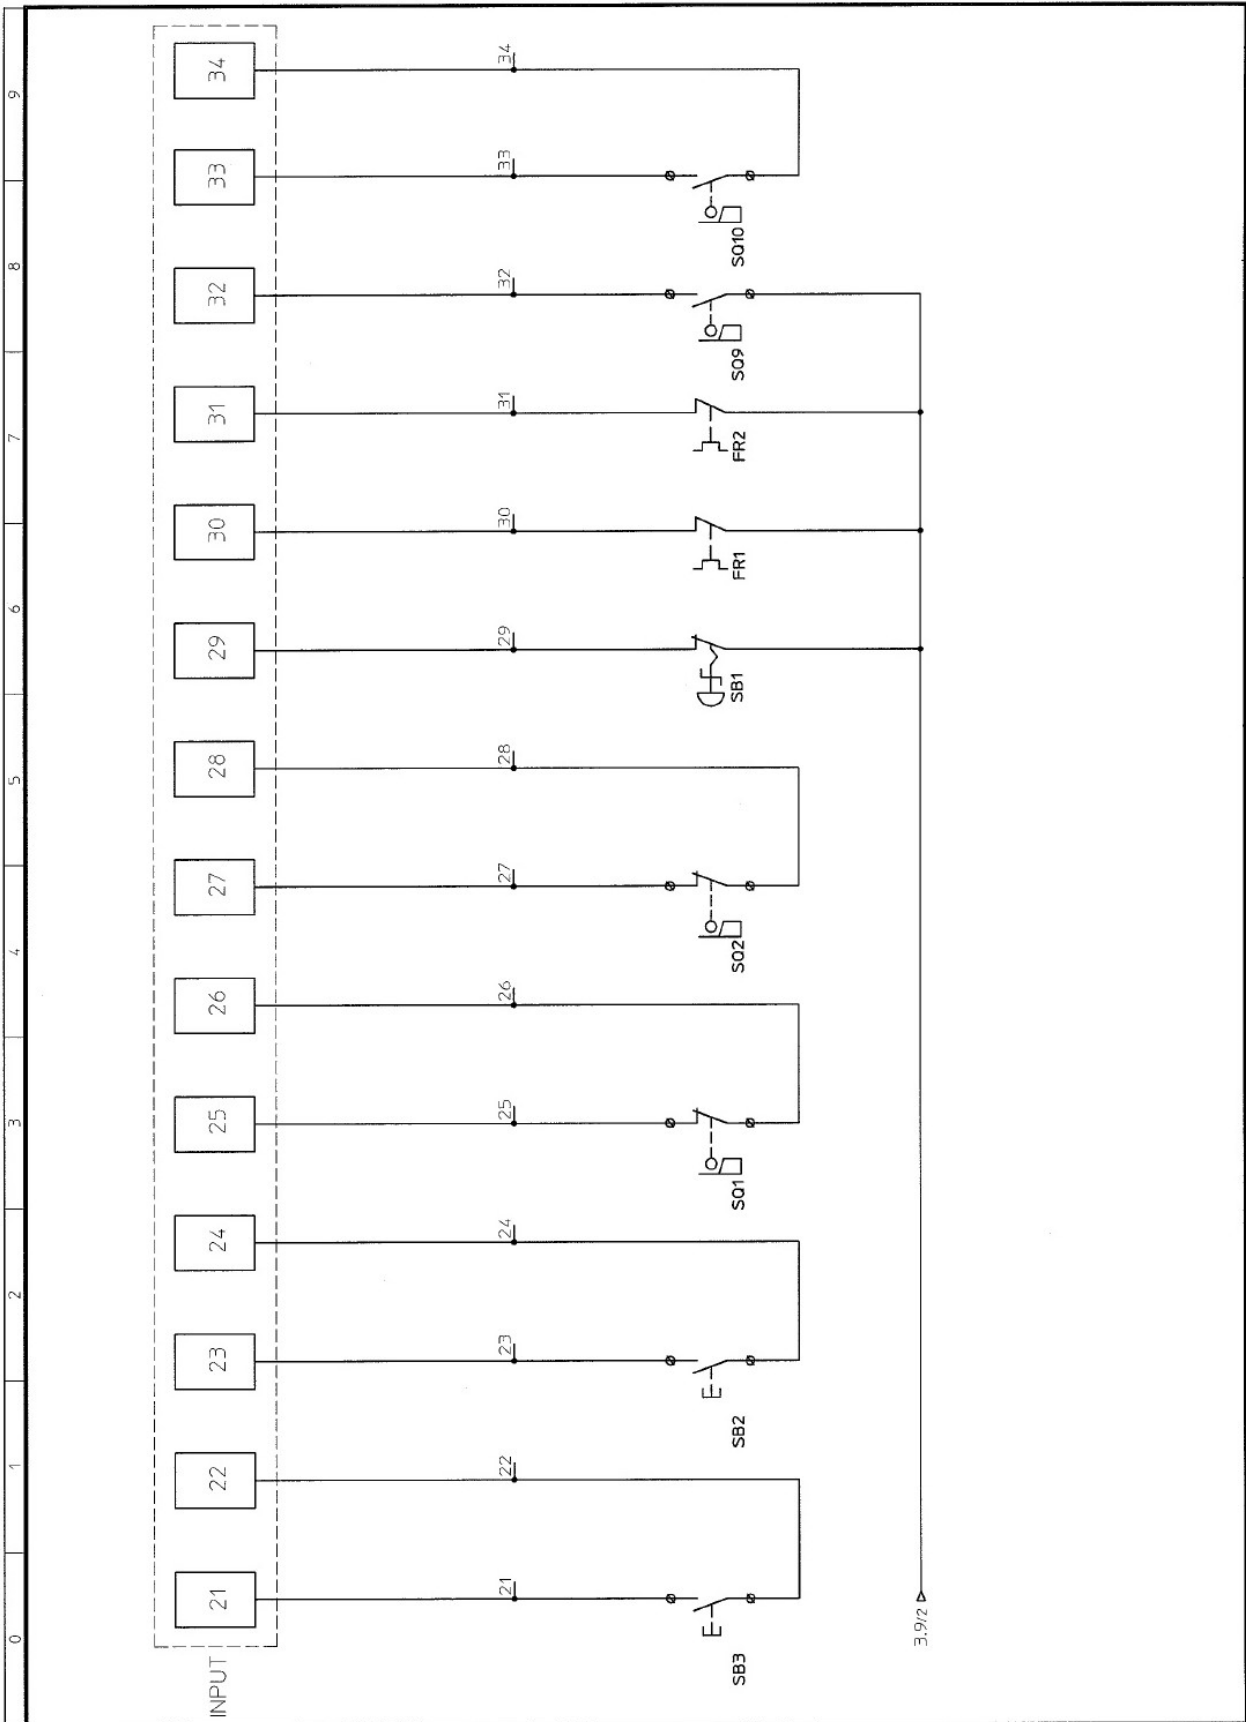 0 1 2 3 4 5 6 7 8 9
INPUT 21 22 23 24 25 26 27 28 29 30 31 32 33 34
21 22 23 24 25 26 27 28 29 30 31 32 33 34
SB3 SB2 SQ1 SQ2 SB1 FR1 FR2 SQ9 SQ10
3.9/2